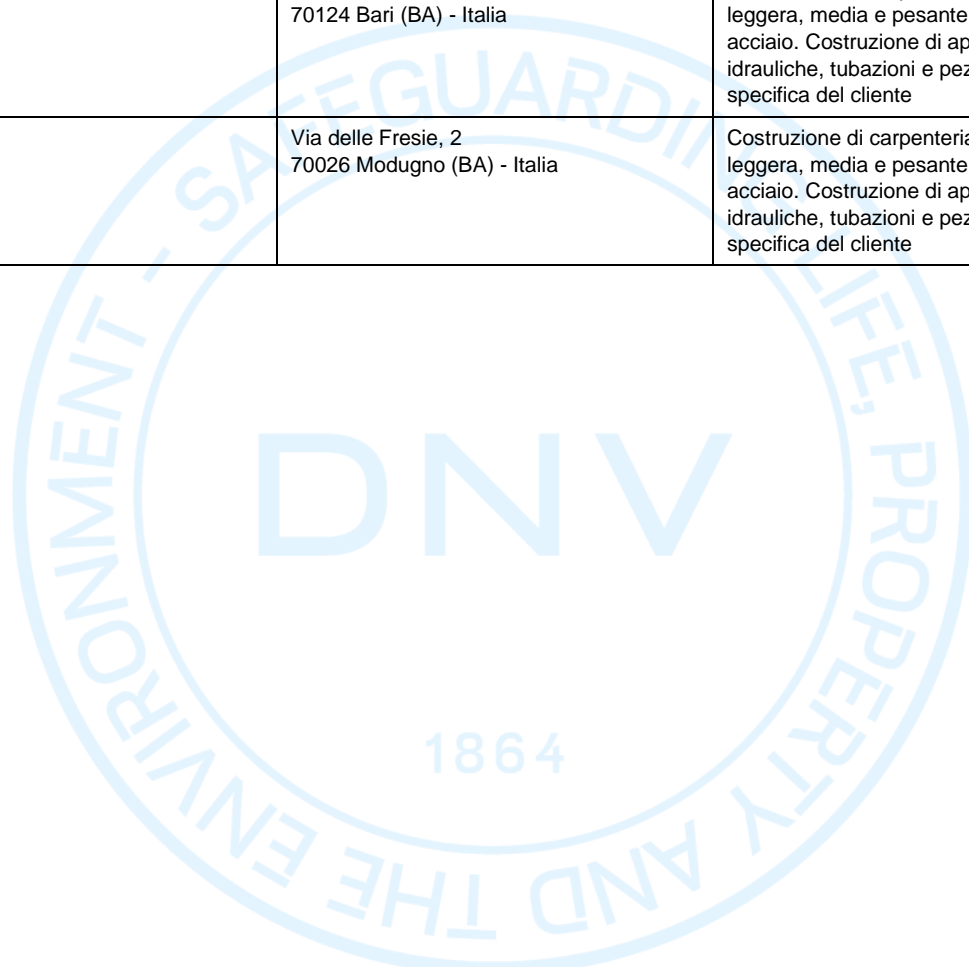 70124 Bari (BA) - Italia
leggera, media e pesante
acciaio. Costruzione di ap
idrauliche, tubazioni e pez
specifica del cliente
Via delle Fresie, 2
70026 Modugno (BA) - Italia
Costruzione di carpenteria
leggera, media e pesante
acciaio. Costruzione di ap
idrauliche, tubazioni e pez
specifica del cliente
SAFEGUARDING LIFE, PROPERTY AND THE ENVIRONMENT -
DNV
1864